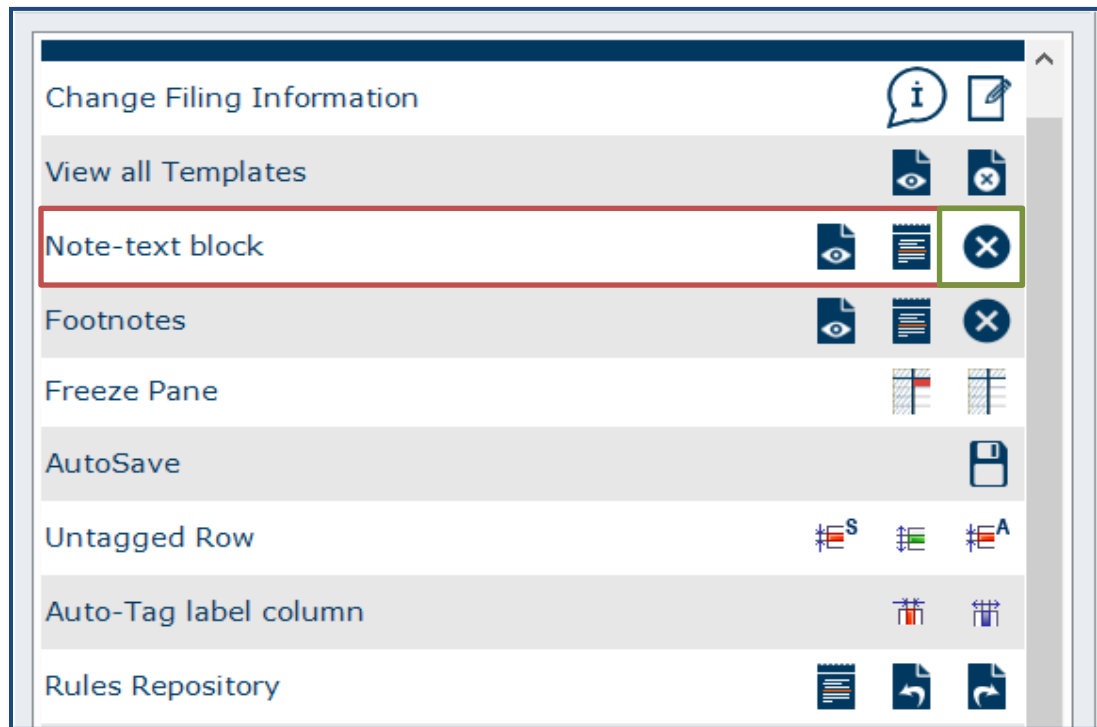 Change Filing Information
View all Templates
Note-text block
Footnotes
Freeze Pane
AutoSave
Untagged Row S A
Auto-Tag label column
Rules Repository